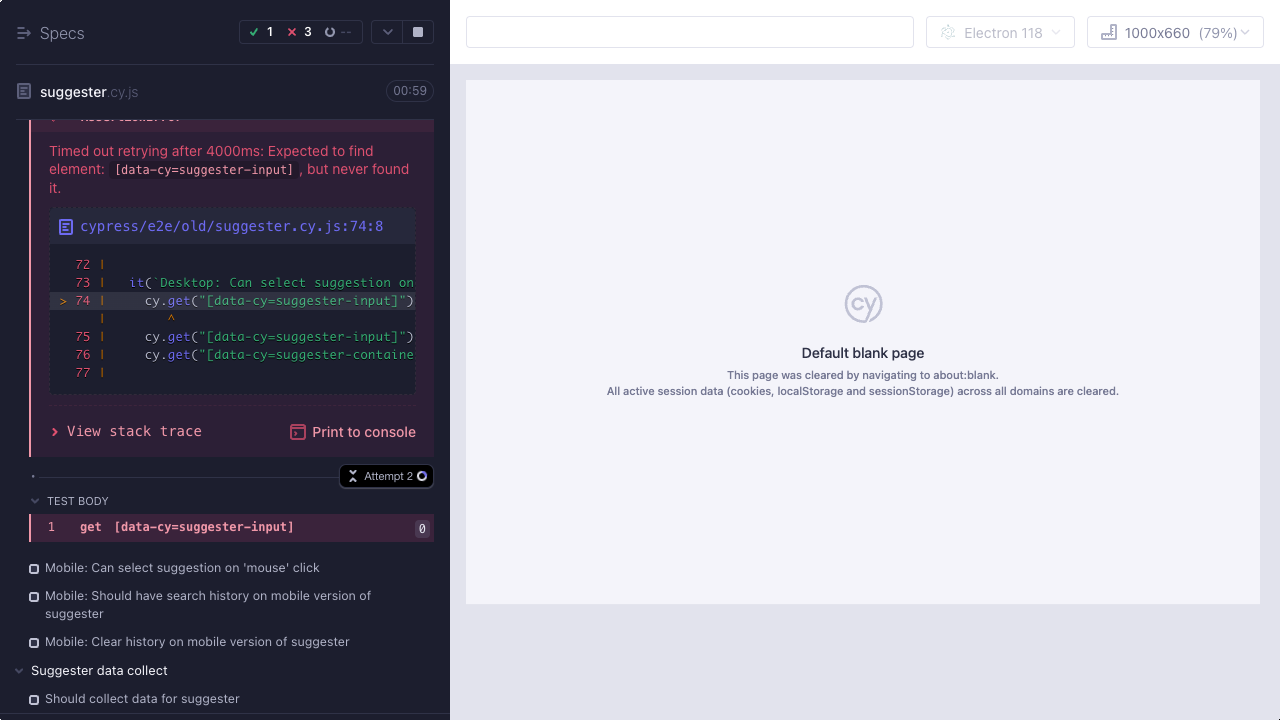 Specs
1 3 --
suggester.cy.js
00:59
AssertionError
Timed out retrying after 4000ms: Expected to find
element: [data-cy=suggester-input], but never found
it.
cypress/e2e/old/suggester.cy.js:74:8
72 |
73 | it(`Desktop: Can select suggestion on
> 74 | cy.get("[data-cy=suggester-input]")
| ^
75 | cy.get("[data-cy=suggester-input]")
76 | cy.get("[data-cy=suggester-containe
77 |
View stack trace
Print to console
Attempt 2
TEST BODY
1 get [data-cy=suggester-input] 0
Mobile: Can select suggestion on 'mouse' click
Mobile: Should have search history on mobile version of
suggester
Mobile: Clear history on mobile version of suggester
Suggester data collect
Should collect data for suggester
Electron 118
1000x660 (79%)
cy
Default blank page
This page was cleared by navigating to about:blank.
All active session data (cookies, localStorage and sessionStorage) across all domains are cleared.